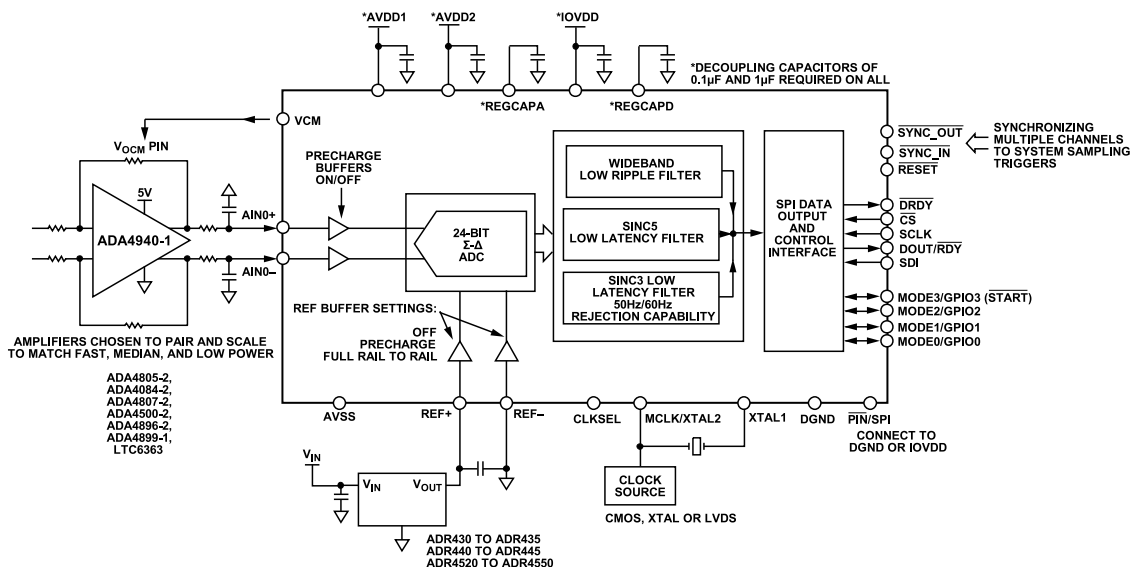 *AVDD1
*AVDD2
*IOVDD
*DECOUPLING CAPACITORS OF
0.1µF AND 1µF REQUIRED ON ALL
*REGCAPA
*REGCAPD
VCM
VOCM PIN
5V
ADA4940-1
AIN0+
AIN0–
PRECHARGE
BUFFERS
ON/OFF
24-BIT
Σ-Δ
ADC
WIDEBAND
LOW RIPPLE FILTER
SINC5
LOW LATENCY FILTER
SINC3 LOW
LATENCY FILTER
50Hz/60Hz
REJECTION CAPABILITY
SPI DATA
OUTPUT
AND
CONTROL
INTERFACE
SYNC_OUT
SYNC_IN
RESET
SYNCHRONIZING
MULTIPLE CHANNELS
TO SYSTEM SAMPLING
TRIGGERS
DRDY
CS
SCLK
DOUT/RDY
SDI
MODE3/GPIO3 (START)
MODE2/GPIO2
MODE1/GPIO1
MODE0/GPIO0
REF BUFFER SETTINGS:
OFF
PRECHARGE
FULL RAIL TO RAIL
AMPLIFIERS CHOSEN TO PAIR AND SCALE
TO MATCH FAST, MEDIAN, AND LOW POWER
ADA4805-2,
ADA4084-2,
ADA4807-2,
ADA4500-2,
ADA4896-2,
ADA4899-1,
LTC6363
AVSS
REF+
REF–
CLKSEL
MCLK/XTAL2
XTAL1
DGND
PIN/SPI
CONNECT TO
DGND OR IOVDD
VIN
VIN
VOUT
CLOCK
SOURCE
CMOS, XTAL OR LVDS
ADR430 TO ADR435
ADR440 TO ADR445
ADR4520 TO ADR4550